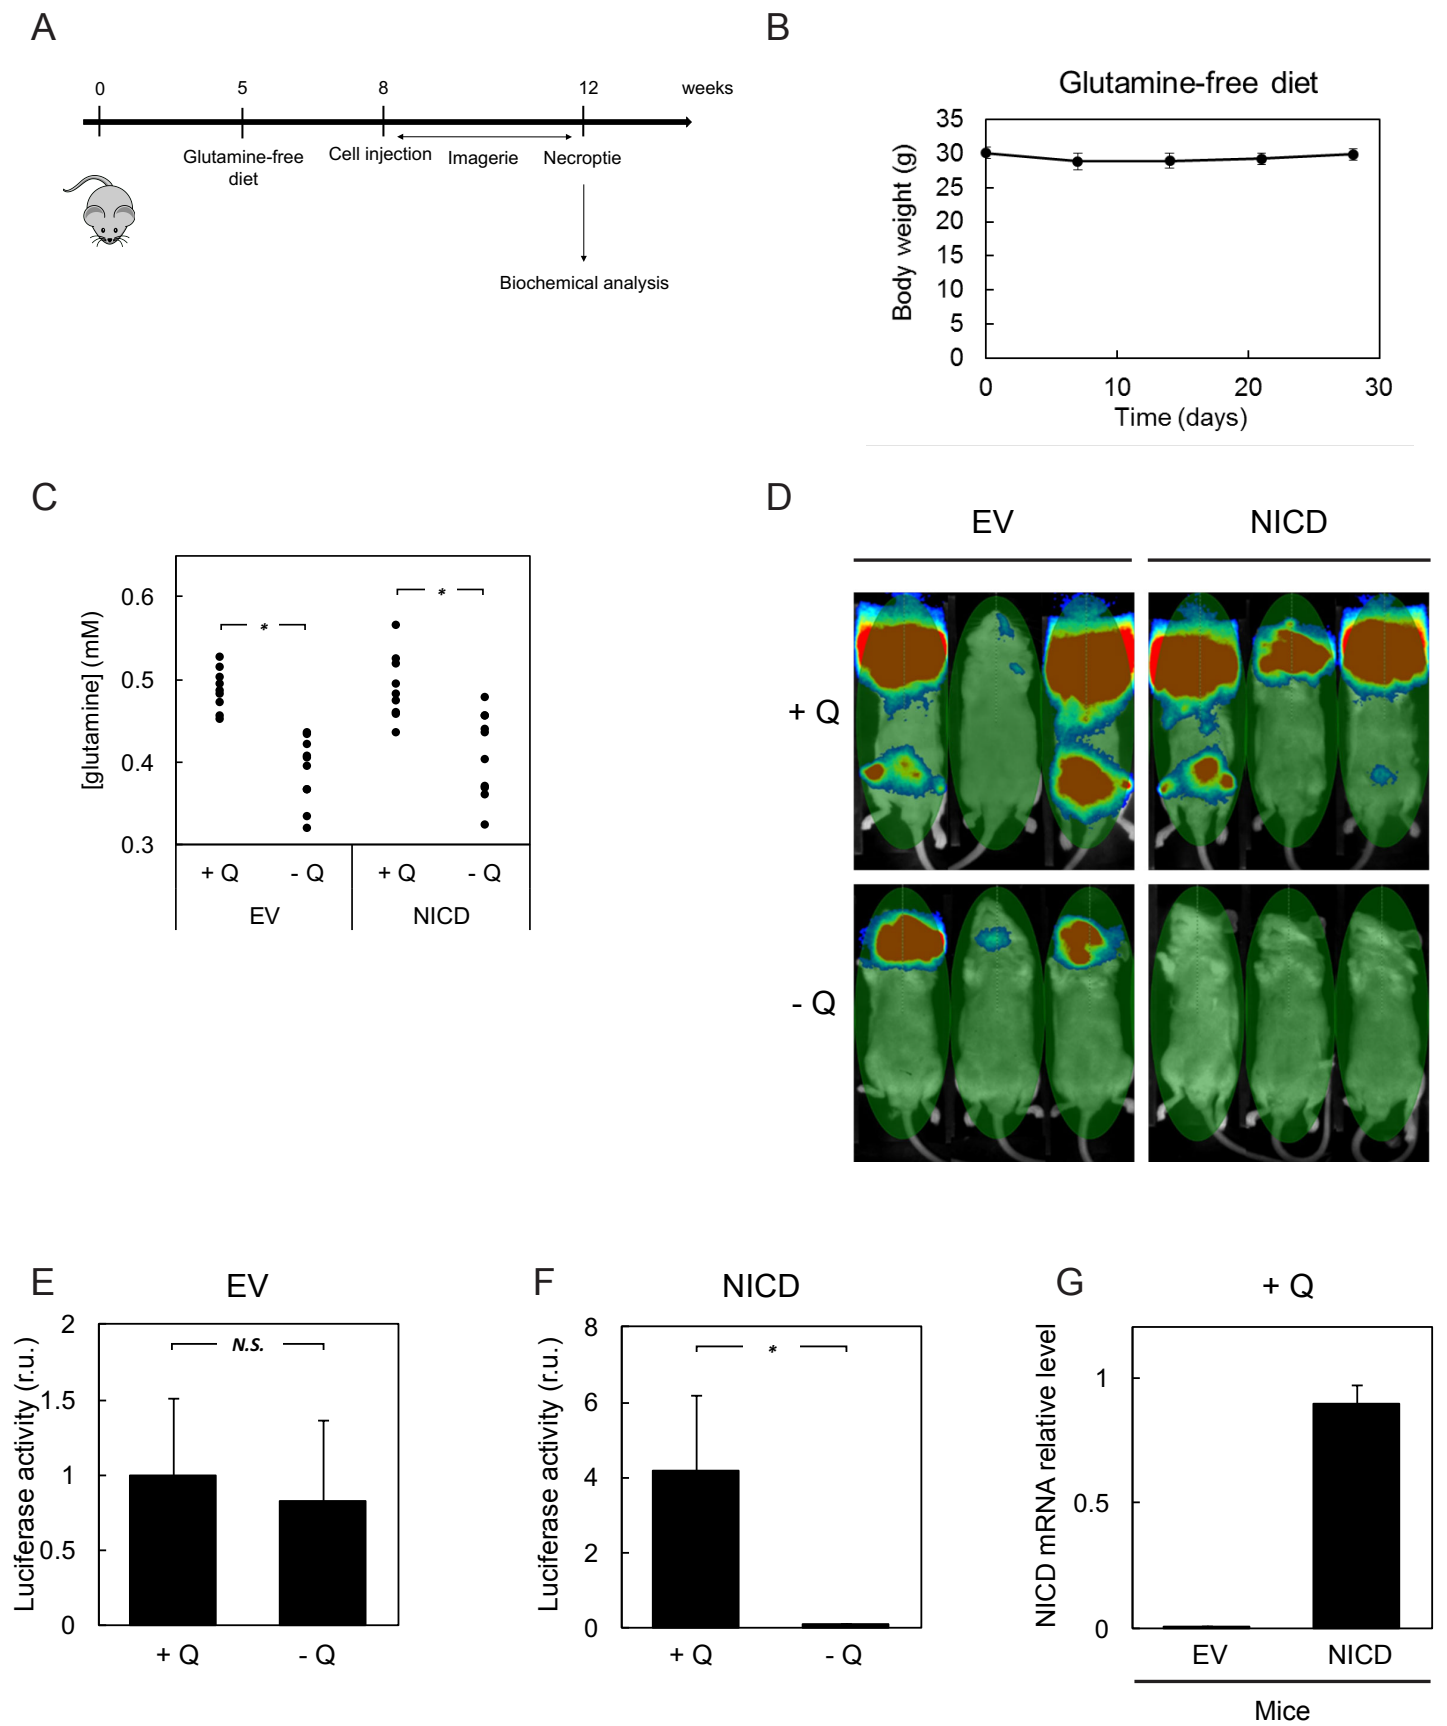 A
0 5 8 12 weeks
Glutamine-free
diet
Cell injection
Imagerie
Necroptie
Biochemical analysis
B
Glutamine-free diet
Body weight (g)
35
30
25
20
15
10
5
0
0 10 20 30
Time (days)
C
[glutamine] (mM)
0.6
0.5
0.4
0.3
* *
+ Q - Q + Q - Q
EV NICD
D
EV NICD
+ Q
- Q
E
EV
Luciferase activity (r.u.)
2
1.5
1
0.5
0
N.S.
+ Q - Q
F
NICD
Luciferase activity (r.u.)
8
6
4
2
0
*
+ Q - Q
G
+ Q
NICD mRNA relative level
1
0.5
0
EV NICD
Mice